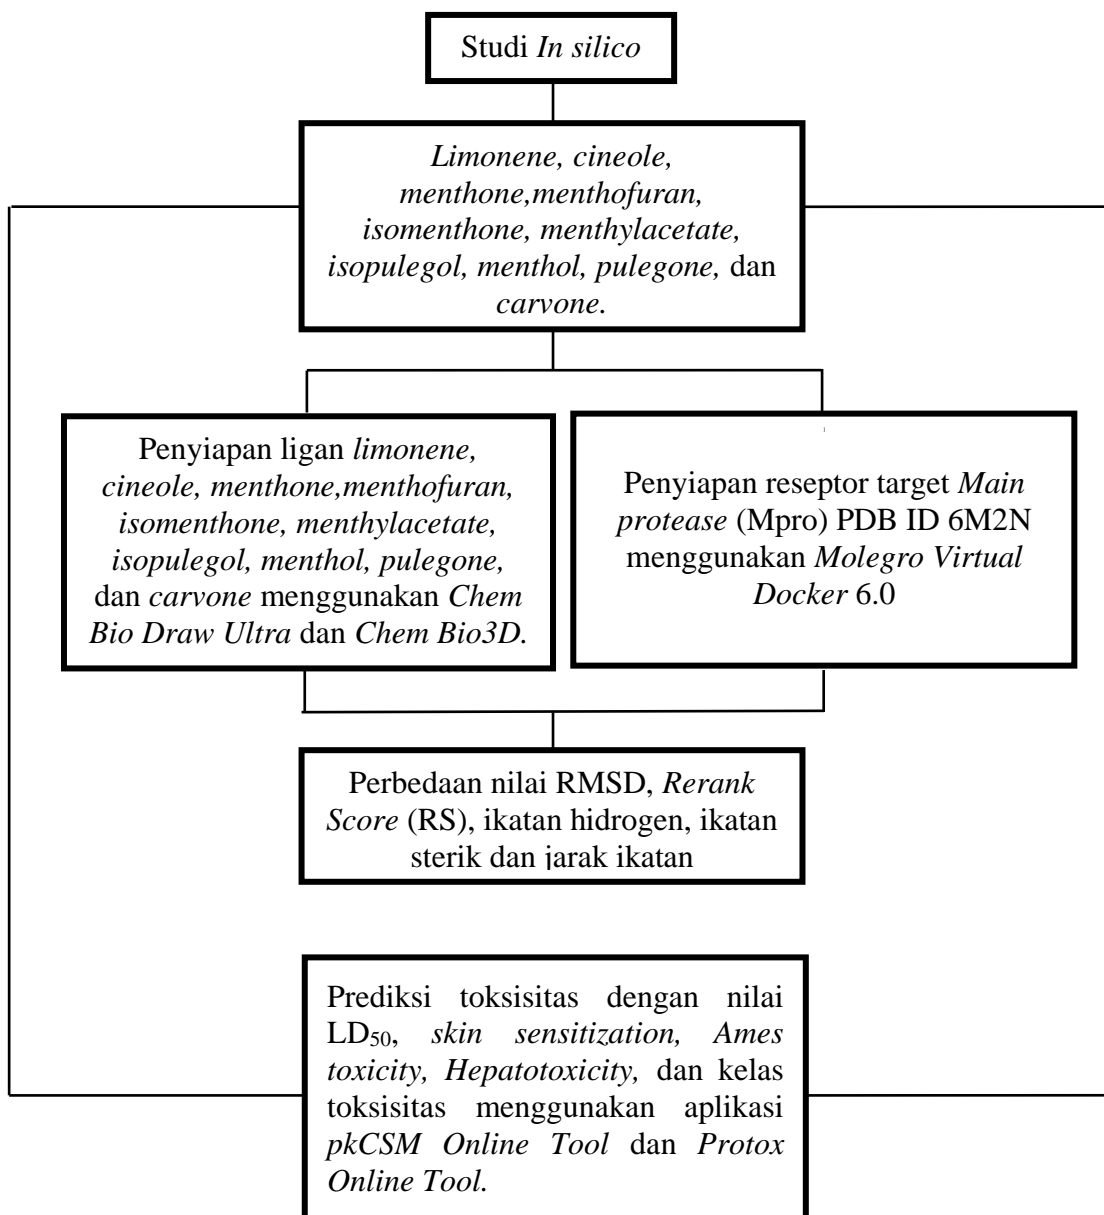 Studi In silico
Limonene, cineole,
menthone,menthofuran,
isomenthone, menthylacetate,
isopulegol, menthol, pulegone, dan
carvone.
Penyiapan ligan limonene,
cineole, menthone,menthofuran,
isomenthone, menthylacetate,
isopulegol, menthol, pulegone,
dan carvone menggunakan Chem
Bio Draw Ultra dan Chem Bio3D.
Penyiapan reseptor target Main
protease (Mpro) PDB ID 6M2N
menggunakan Molegro Virtual
Docker 6.0
Perbedaan nilai RMSD, Rerank
Score (RS), ikatan hidrogen, ikatan
sterik dan jarak ikatan
Prediksi toksisitas dengan nilai
LD50, skin sensitization, Ames
toxicity, Hepatotoxicity, dan kelas
toksisitas menggunakan aplikasi
pkCSM Online Tool dan Protox
Online Tool.